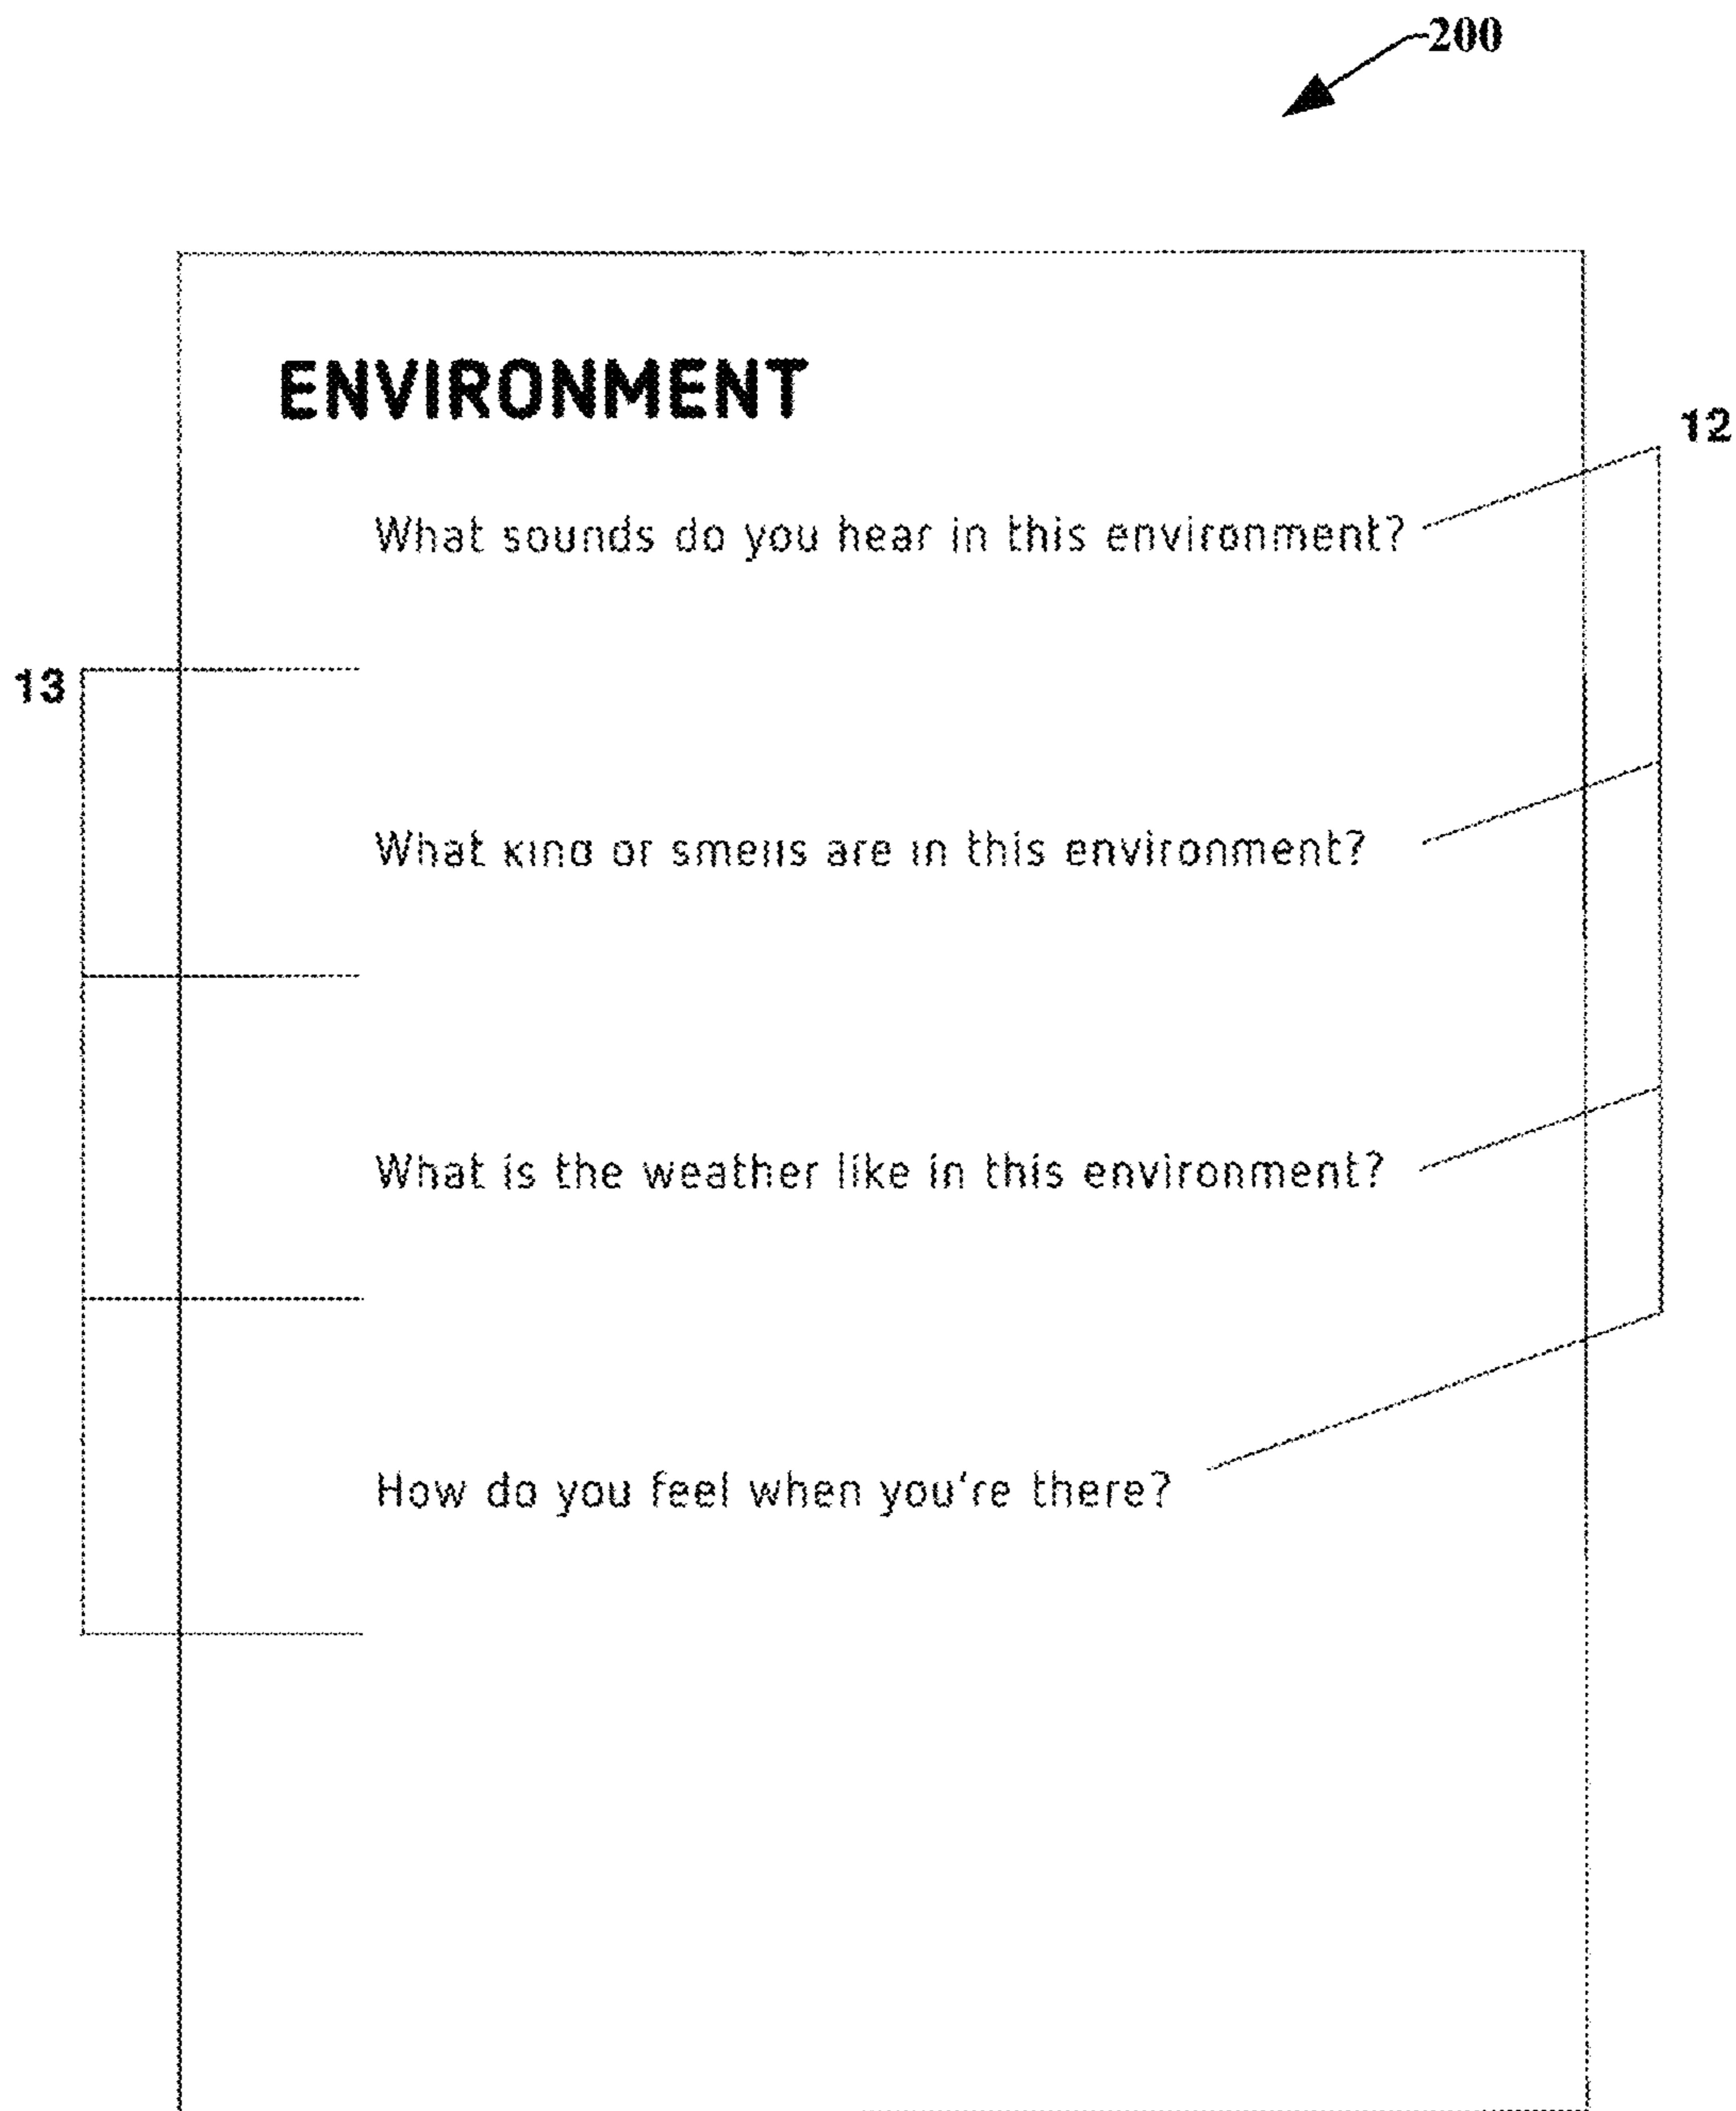 200
ENVIRONMENT
12
What sounds do you hear in this environment?
13
What kind of smells are in this environment?
What is the weather like in this environment?
How do you feel when you're there?